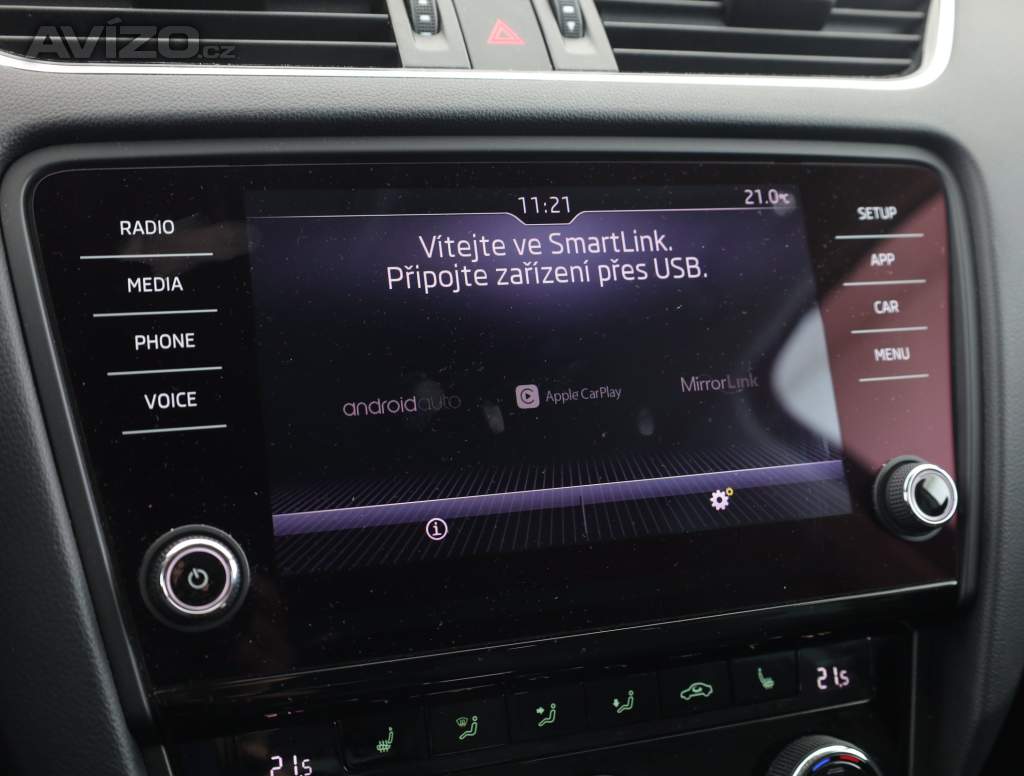 AVÍZO.cz
11:21
21.0°C
Vítejte ve SmartLink.
Připojte zařízení přes USB.
RADIO
MEDIA
PHONE
VOICE
SETUP
APP
CAR
MENU
androidauto
Apple CarPlay
MirrorLink
21.5
21.5